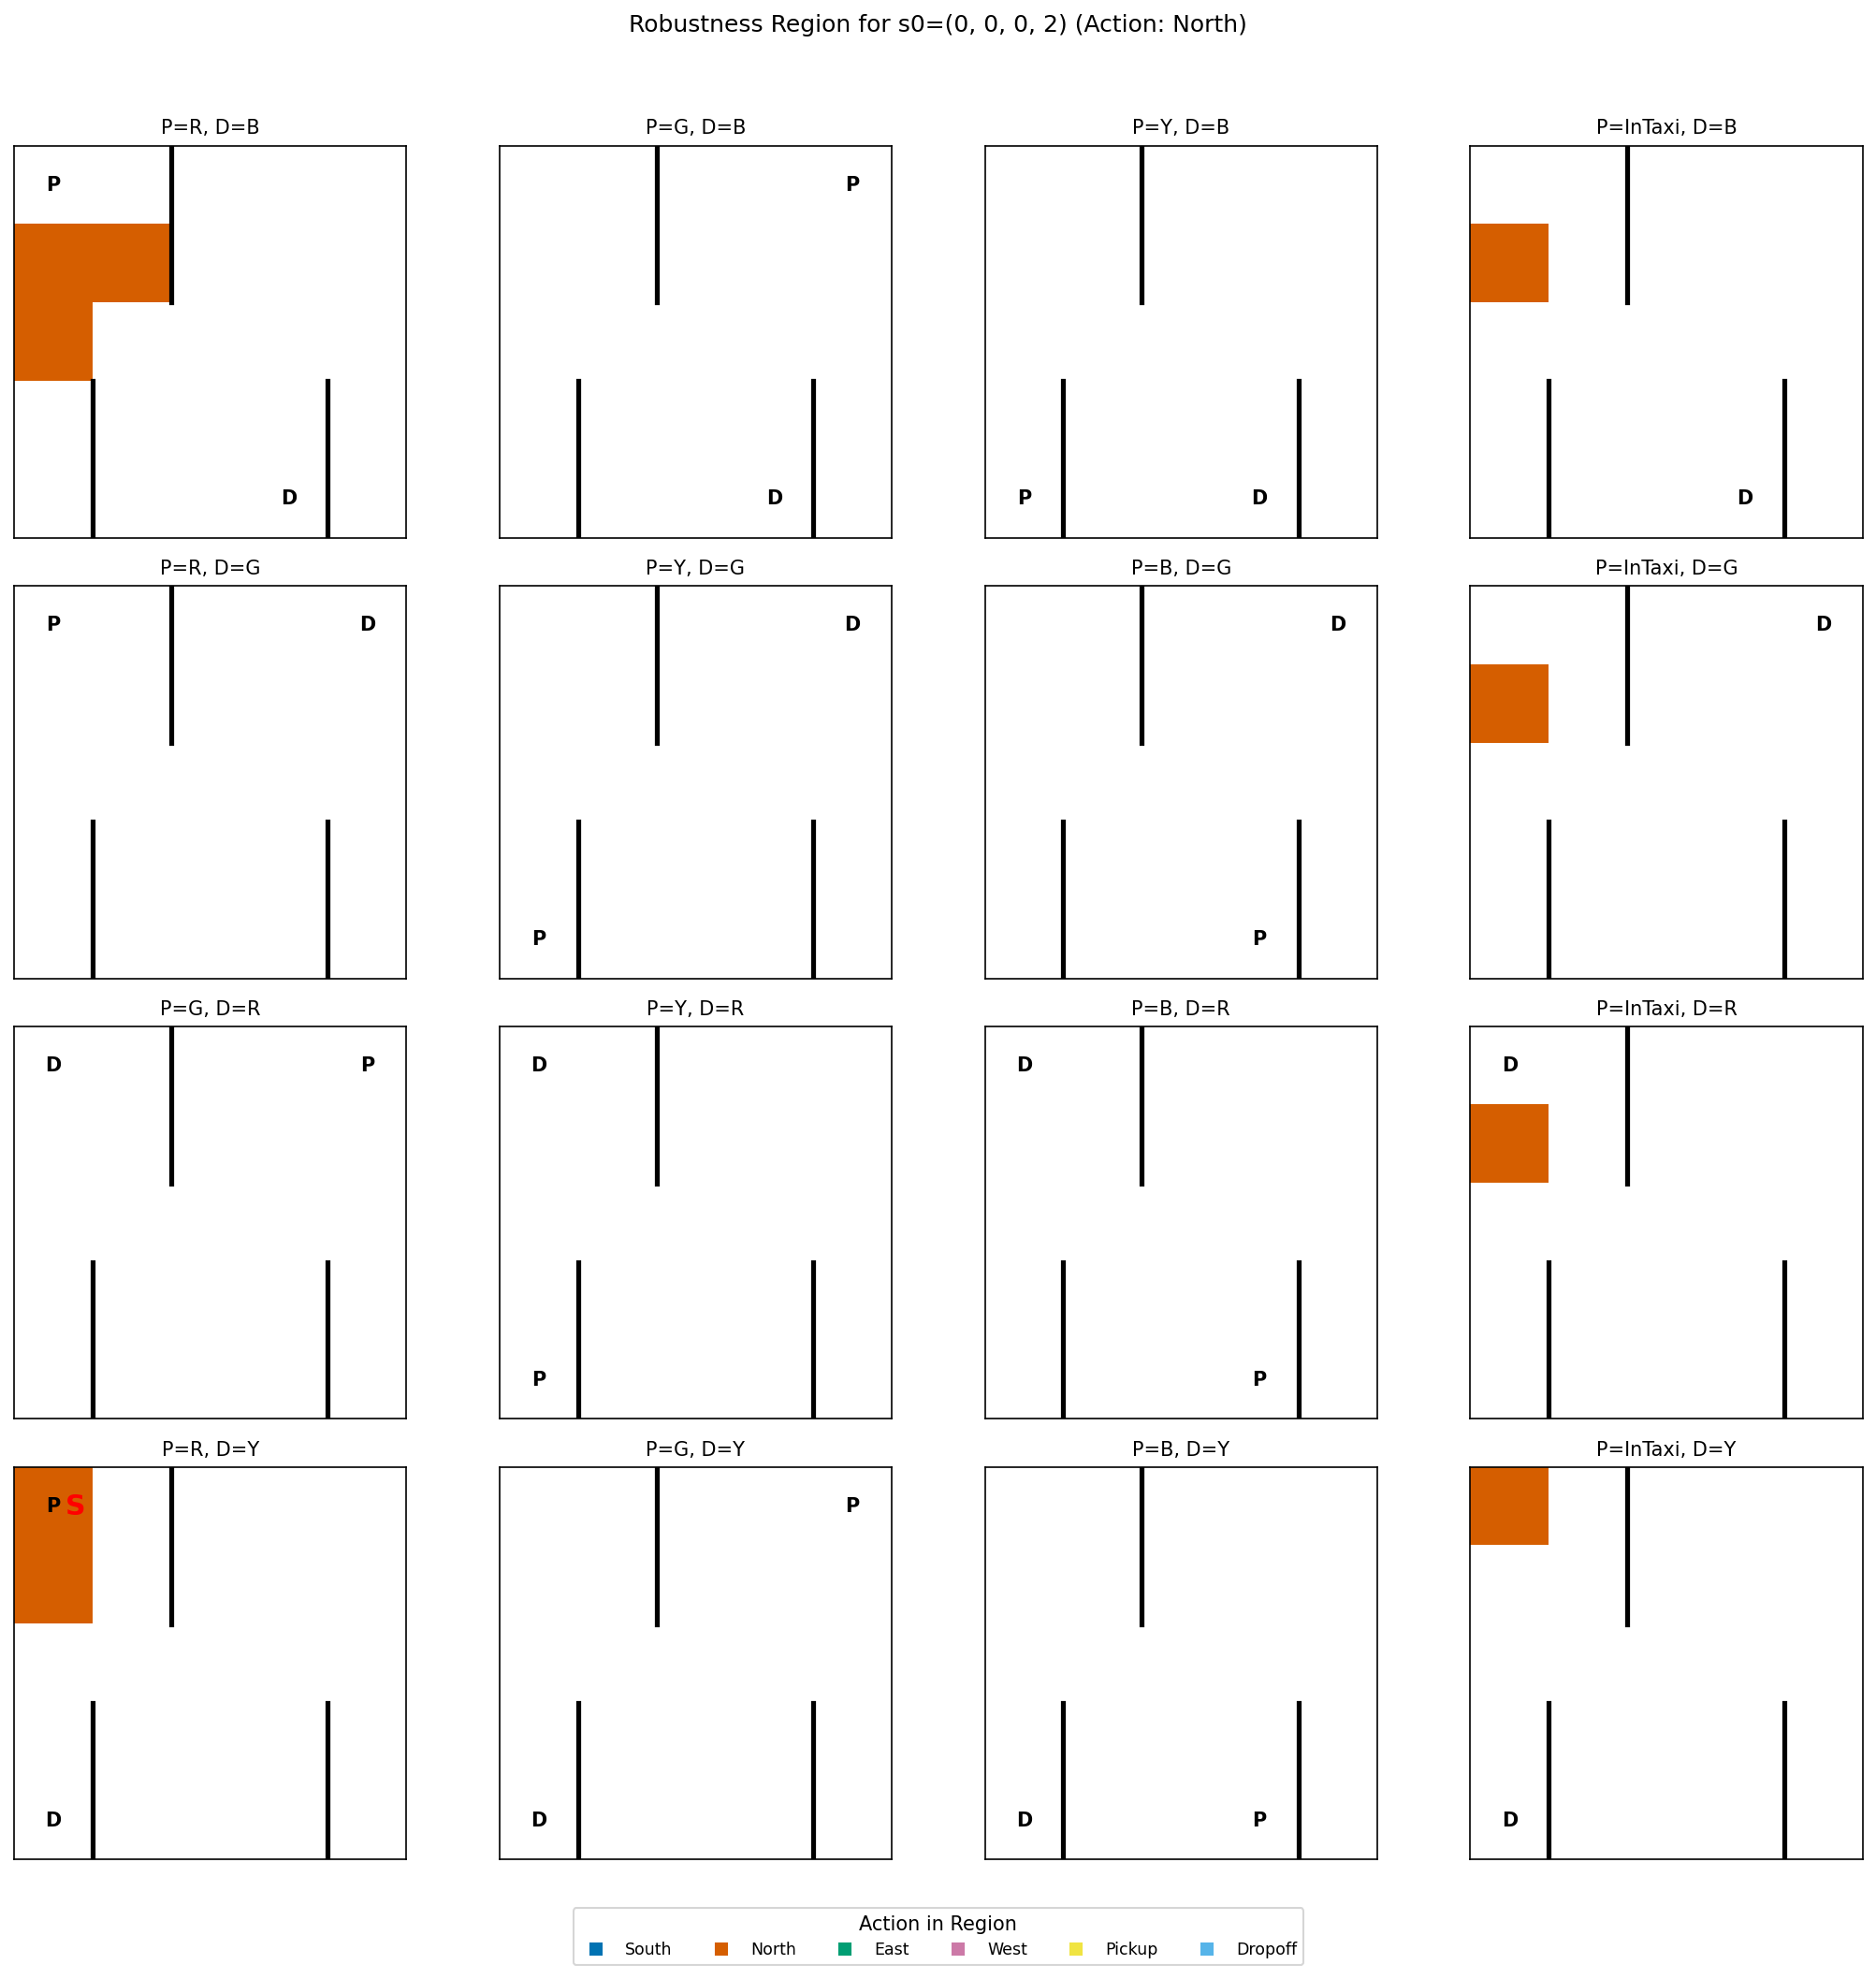 Robustness Region for s0=(0, 0, 0, 2) (Action: North)
P=R, D=B
P=G, D=B
P=Y, D=B
P=InTaxi, D=B
P
P
D
D
P
D
D
P=R, D=G
P=Y, D=G
P=B, D=G
P=InTaxi, D=G
P
D
D
D
D
P
P
P=G, D=R
P=Y, D=R
P=B, D=R
P=InTaxi, D=R
D
P
D
D
D
P
P
P=R, D=Y
P=G, D=Y
P=B, D=Y
P=InTaxi, D=Y
P S
P
D
D
D
P
D
Action in Region
South North East West Pickup Dropoff